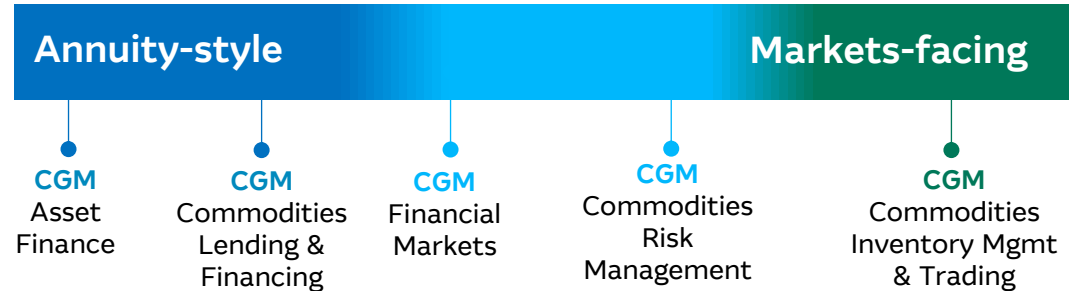 Annuity-style
Markets-facing
CGM
Asset
Finance
CGM
Commodities
Lending &
Financing
CGM
Financial
Markets
CGM
Commodities
Risk
Management
CGM
Commodities
Inventory Mgmt
& Trading